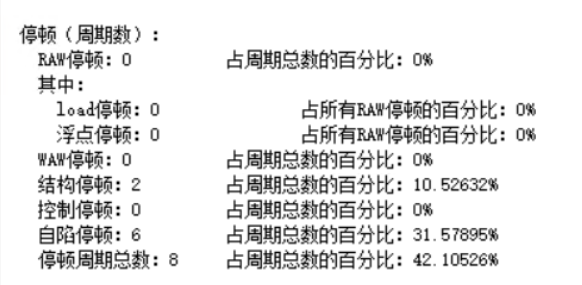 停顿（周期数）：
RAW停顿：0 占周期总数的百分比：0%
其中：
load停顿：0 占所有RAW停顿的百分比：0%
浮点停顿：0 占所有RAW停顿的百分比：0%
WAW停顿：0 占周期总数的百分比：0%
结构停顿：2 占周期总数的百分比：10.52632%
控制停顿：0 占周期总数的百分比：0%
自陷停顿：6 占周期总数的百分比：31.57895%
停顿周期总数：8 占周期总数的百分比：42.10526%